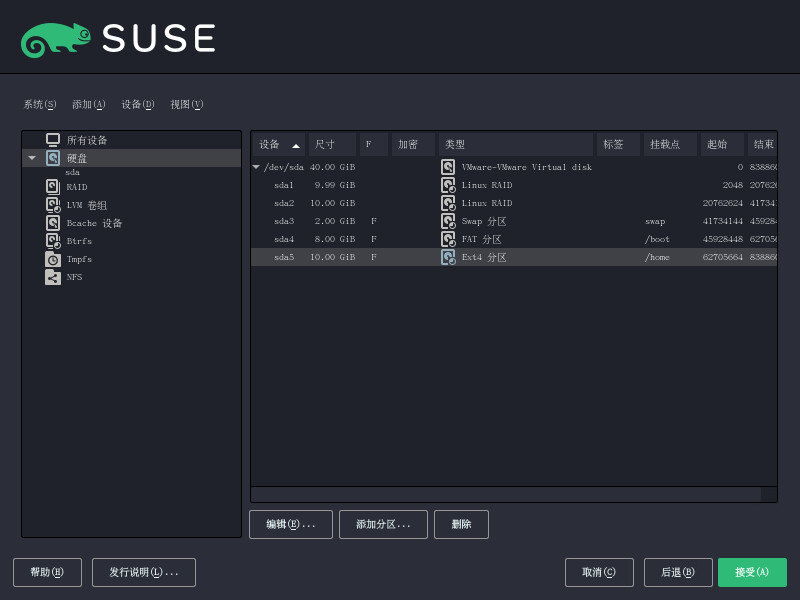 SUSE
系统(S) 添加(A) 设备(D) 视图(V)
所有设备
硬盘
sda
RAID
LVM 卷组
Bcache 设备
Btrfs
Tmpfs
NFS
设备 尺寸 F 加密 类型 标签 挂载点 起始 结束
/dev/sda 40.00 GiB VMware-VMware Virtual disk 0 838860
sda1 9.99 GiB Linux RAID 2048 207626
sda2 10.00 GiB Linux RAID 20762624 417341
sda3 2.00 GiB F Swap 分区 swap 41734144 459284
sda4 8.00 GiB F FAT 分区 /boot 45928448 627056
sda5 10.00 GiB F Ext4 分区 /home 62705664 838860
编辑(E)... 添加分区... 删除
帮助(H) 发行说明(L)... 取消(C) 后退(B) 接受(A)